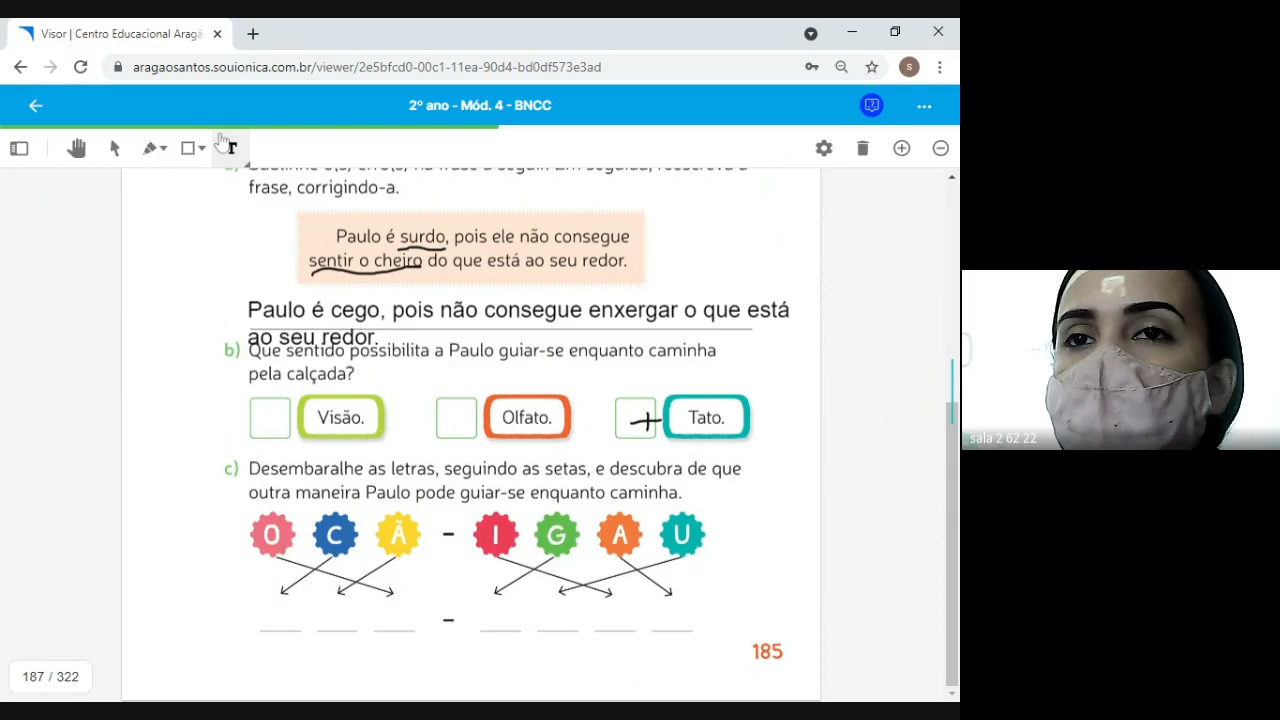 Visor | Centro Educacional Aragã
aragaosantos.souionica.com.br/viewer/2e5bfcd0-00c1-11ea-90d4-bd0df573e3ad
s
2º ano - Mód. 4 - BNCC
T
frase, corrigindo-a.
Paulo é surdo, pois ele não consegue
sentir o cheiro do que está ao seu redor.
Paulo é cego, pois não consegue enxergar o que está
ao seu redor.
b) Que sentido possibilita a Paulo guiar-se enquanto caminha
pela calçada?
Visão. Olfato. Tato.
c) Desembaralhe as letras, seguindo as setas, e descubra de que
outra maneira Paulo pode guiar-se enquanto caminha.
O C Ã - I G A U
-
185
187 / 322
sala 2 62 22